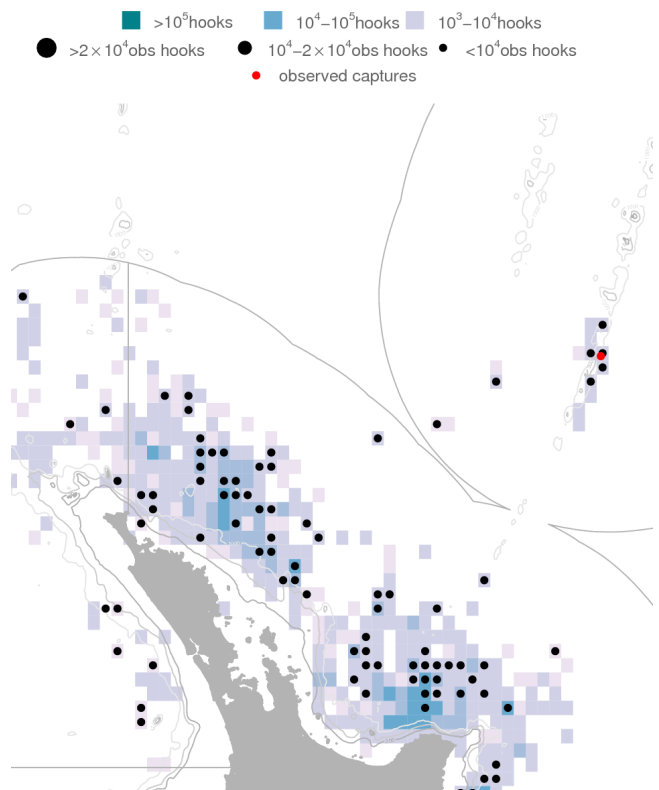 >10⁵hooks 10⁴−10⁵hooks 10³−10⁴hooks
>2×10⁴obs hooks 10⁴−2×10⁴obs hooks <10⁴obs hooks
observed captures